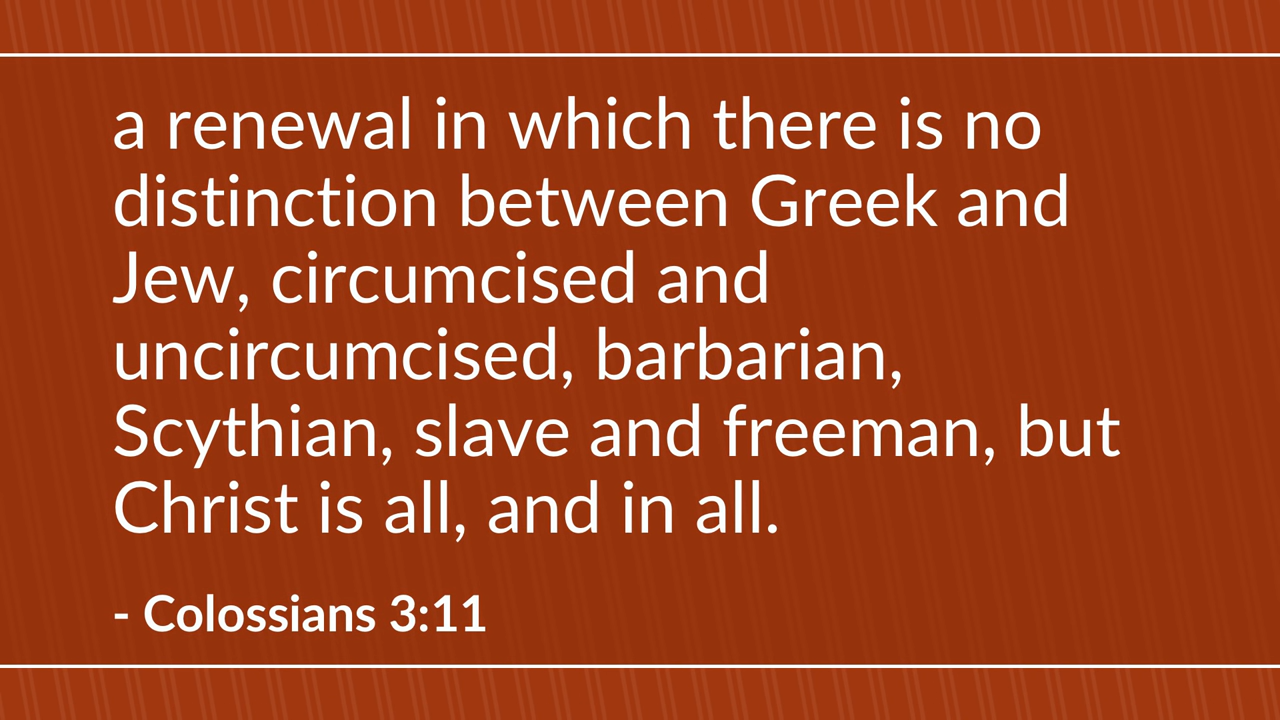 a renewal in which there is no
distinction between Greek and
Jew, circumcised and
uncircumcised, barbarian,
Scythian, slave and freeman, but
Christ is all, and in all.
- Colossians 3:11